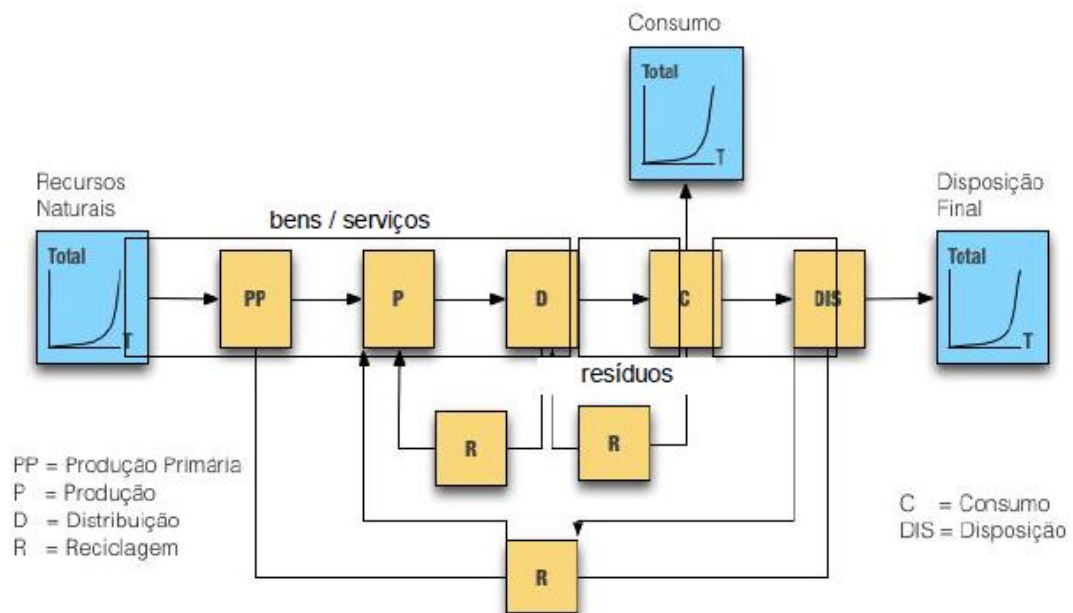 Consumo
Total
T
Recursos
Naturais
bens / serviços
Disposição
Final
Total
T
PP
P
D
C
DIS
Total
T
resíduos
R
R
PP = Produção Primária
P = Produção
D = Distribuição
R = Reciclagem
C = Consumo
DIS = Disposição
R